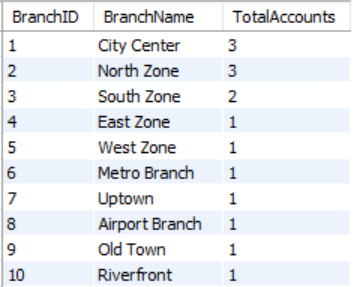 BranchID BranchName TotalAccounts
1 City Center 3
2 North Zone 3
3 South Zone 2
4 East Zone 1
5 West Zone 1
6 Metro Branch 1
7 Uptown 1
8 Airport Branch 1
9 Old Town 1
10 Riverfront 1